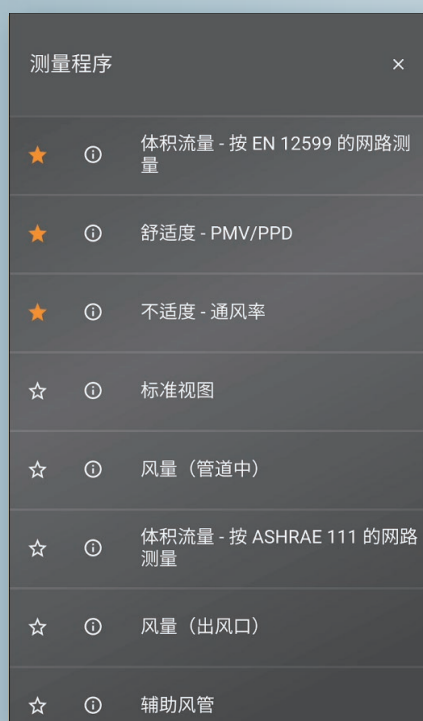 测量程序
体积流量 - 按 EN 12599 的网路测
量
舒适度 - PMV/PPD
不适度 - 通风率
标准视图
风量（管道中）
体积流量 - 按 ASHRAE 111 的网路
测量
风量（出风口）
辅助风管